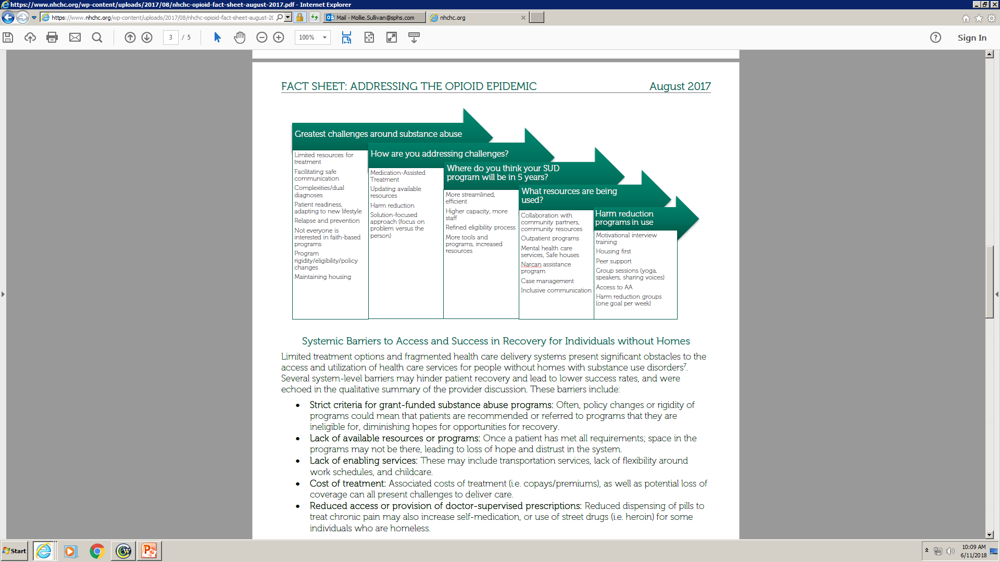 https://www.nhchc.org/wp-content/uploads/2017/08/nhchc-opioid-fact-sheet-august-2017.pdf - Internet Explorer
https://www.nhchc.org/wp-content/uploads/2017/08/nhchc-opioid-fact-sheet-august-20
Mail - Mollie.Sullivan@sphs.com
nhchc.org
3 / 5
100%
Sign In
FACT SHEET: ADDRESSING THE OPIOID EPIDEMIC
August 2017
Greatest challenges around substance abuse
Limited resources for
treatment
Facilitating safe
communication
Complexities/dual
diagnoses
Patient readiness,
adapting to new lifestyle
Relapse and prevention
Not everyone is
interested in faith-based
programs
Program
rigidity/eligibility/policy
changes
Maintaining housing
How are you addressing challenges?
Medication-Assisted
Treatment
Updating available
resources
Harm reduction
Solution-focused
approach (focus on
problem versus the
person)
Where do you think your SUD
program will be in 5 years?
More streamlined,
efficient
Higher capacity, more
staff
Refined eligibility process
More tools and
programs, increased
resources
What resources are being
used?
Collaboration with
community partners,
community resources
Outpatient programs
Mental health care
services, Safe houses
Narcan assistance
program
Case management
Inclusive communication
Harm reduction
programs in use
Motivational interview
training
Housing first
Peer support
Group sessions (yoga,
speakers, sharing voices)
Access to AA
Harm reduction groups
(one goal per week)
Systemic Barriers to Access and Success in Recovery for Individuals without Homes
Limited treatment options and fragmented health care delivery systems present significant obstacles to the
access and utilization of health care services for people without homes with substance use disorders7.
Several system-level barriers may hinder patient recovery and lead to lower success rates, and were
echoed in the qualitative summary of the provider discussion. These barriers include:
• Strict criteria for grant-funded substance abuse programs: Often, policy changes or rigidity of
programs could mean that patients are recommended or referred to programs that they are
ineligible for, diminishing hopes for opportunities for recovery.
• Lack of available resources or programs: Once a patient has met all requirements; space in the
programs may not be there, leading to loss of hope and distrust in the system.
• Lack of enabling services: These may include transportation services, lack of flexibility around
work schedules, and childcare.
• Cost of treatment: Associated costs of treatment (i.e. copays/premiums), as well as potential loss of
coverage can all present challenges to deliver care.
• Reduced access or provision of doctor-supervised prescriptions: Reduced dispensing of pills to
treat chronic pain may also increase self-medication, or use of street drugs (i.e. heroin) for some
individuals who are homeless.
Start
10:09 AM
6/11/2018